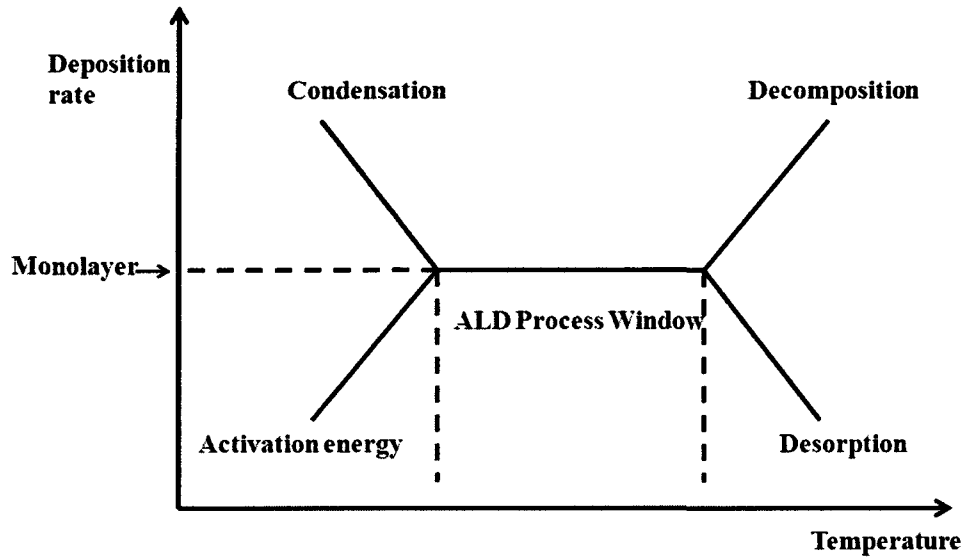 Deposition
rate
Condensation
Decomposition
Monolayer
ALD Process Window
Activation energy
Desorption
Temperature